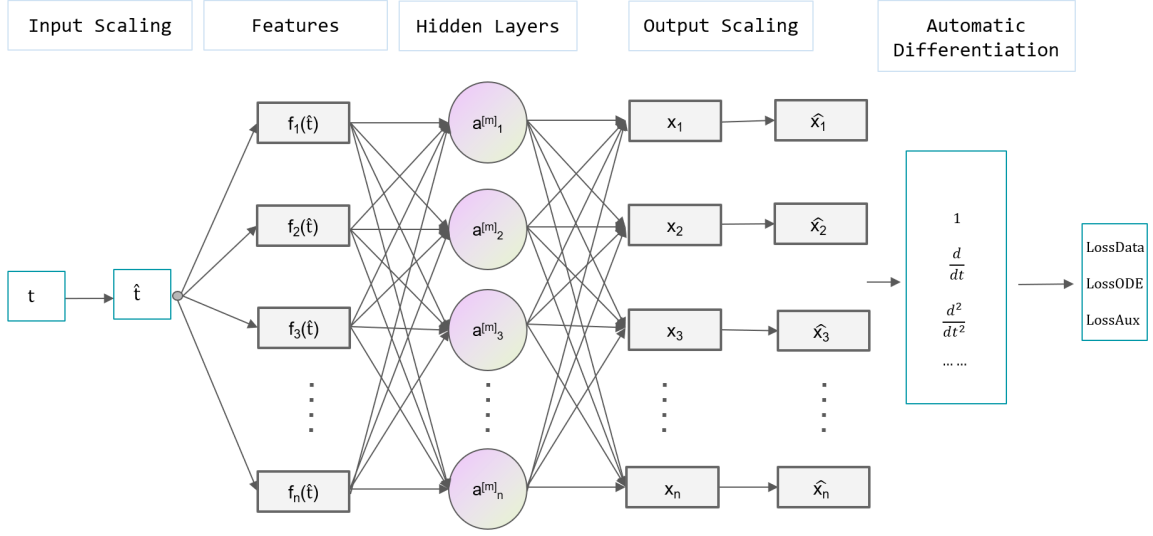 Input Scaling
Features
Hidden Layers
Output Scaling
Automatic
Differentiation
t
t̂
f₁(t̂)
f₂(t̂)
f₃(t̂)
fₙ(t̂)
a[m]₁
a[m]₂
a[m]₃
a[m]ₙ
x₁
x₂
x₃
xₙ
x̂₁
x̂₂
x̂₃
x̂ₙ
1
d/dt
d²/dt²
... ...
LossData
LossODE
LossAux